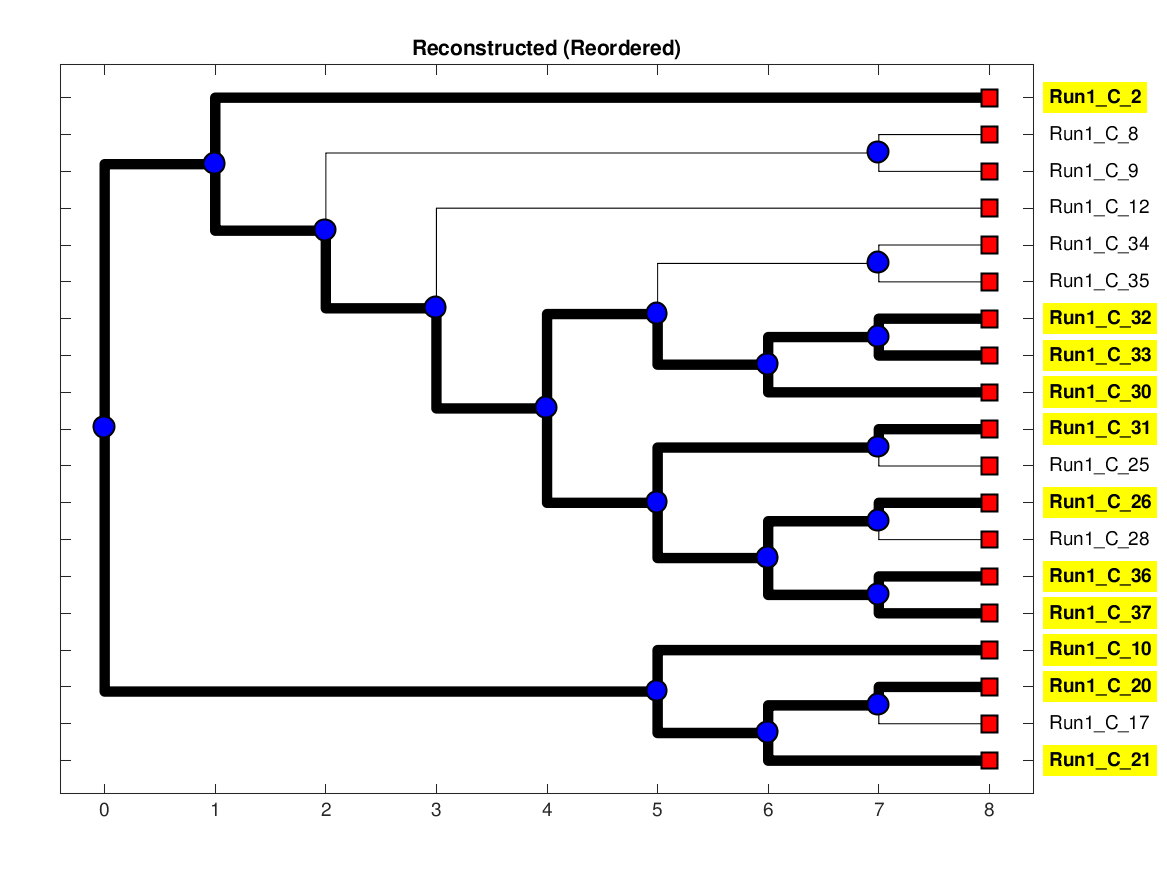 Reconstructed (Reordered)
Run1_C_2
Run1_C_8
Run1_C_9
Run1_C_12
Run1_C_34
Run1_C_35
Run1_C_32
Run1_C_33
Run1_C_30
Run1_C_31
Run1_C_25
Run1_C_26
Run1_C_28
Run1_C_36
Run1_C_37
Run1_C_10
Run1_C_20
Run1_C_17
Run1_C_21
0 1 2 3 4 5 6 7 8